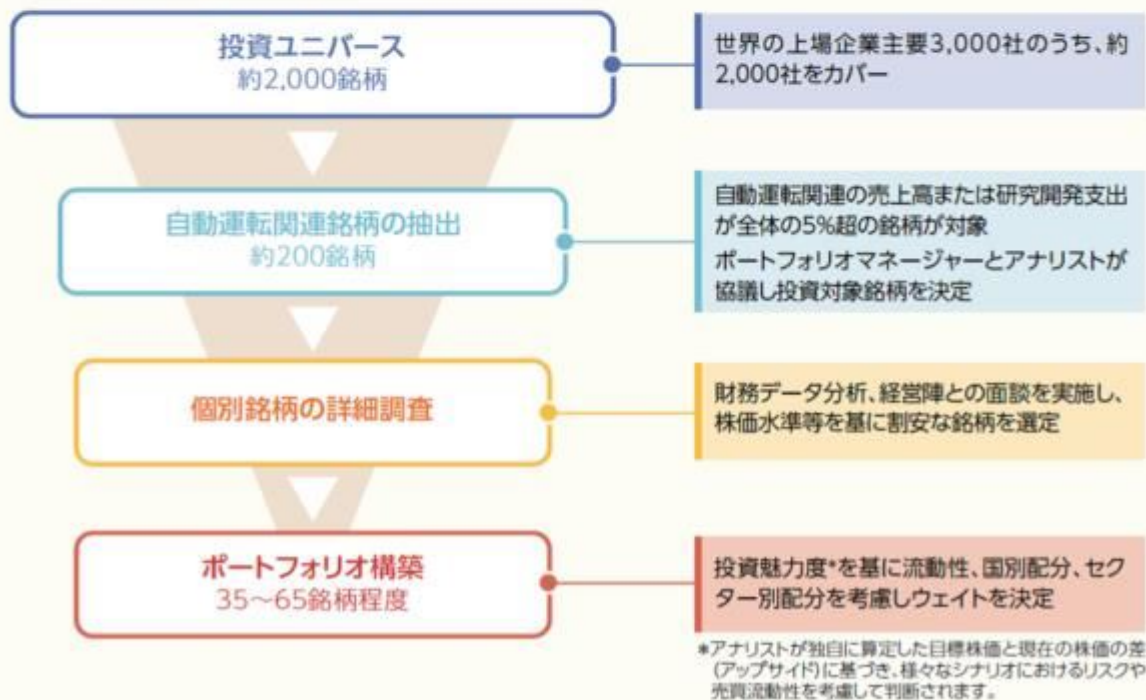 投資ユニバース
約2,000銘柄
世界の上場企業主要3,000社のうち、約
2,000社をカバー
自動運転関連銘柄の抽出
約200銘柄
自動運転関連の売上高または研究開発支出
が全体の5%超の銘柄が対象
ポートフォリオマネージャーとアナリストが
協議し投資対象銘柄を決定
個別銘柄の詳細調査
財務データ分析、経営陣との面談を実施し、
株価水準等を基に割安な銘柄を選定
ポートフォリオ構築
35～65銘柄程度
投資魅力度*を基に流動性、国別配分、セク
ター別配分を考慮しウェイトを決定
*アナリストが独自に算定した目標株価と現在の株価の差
(アップサイド)に基づき、様々なシナリオにおけるリスクや
売買流動性を考慮して判断されます。